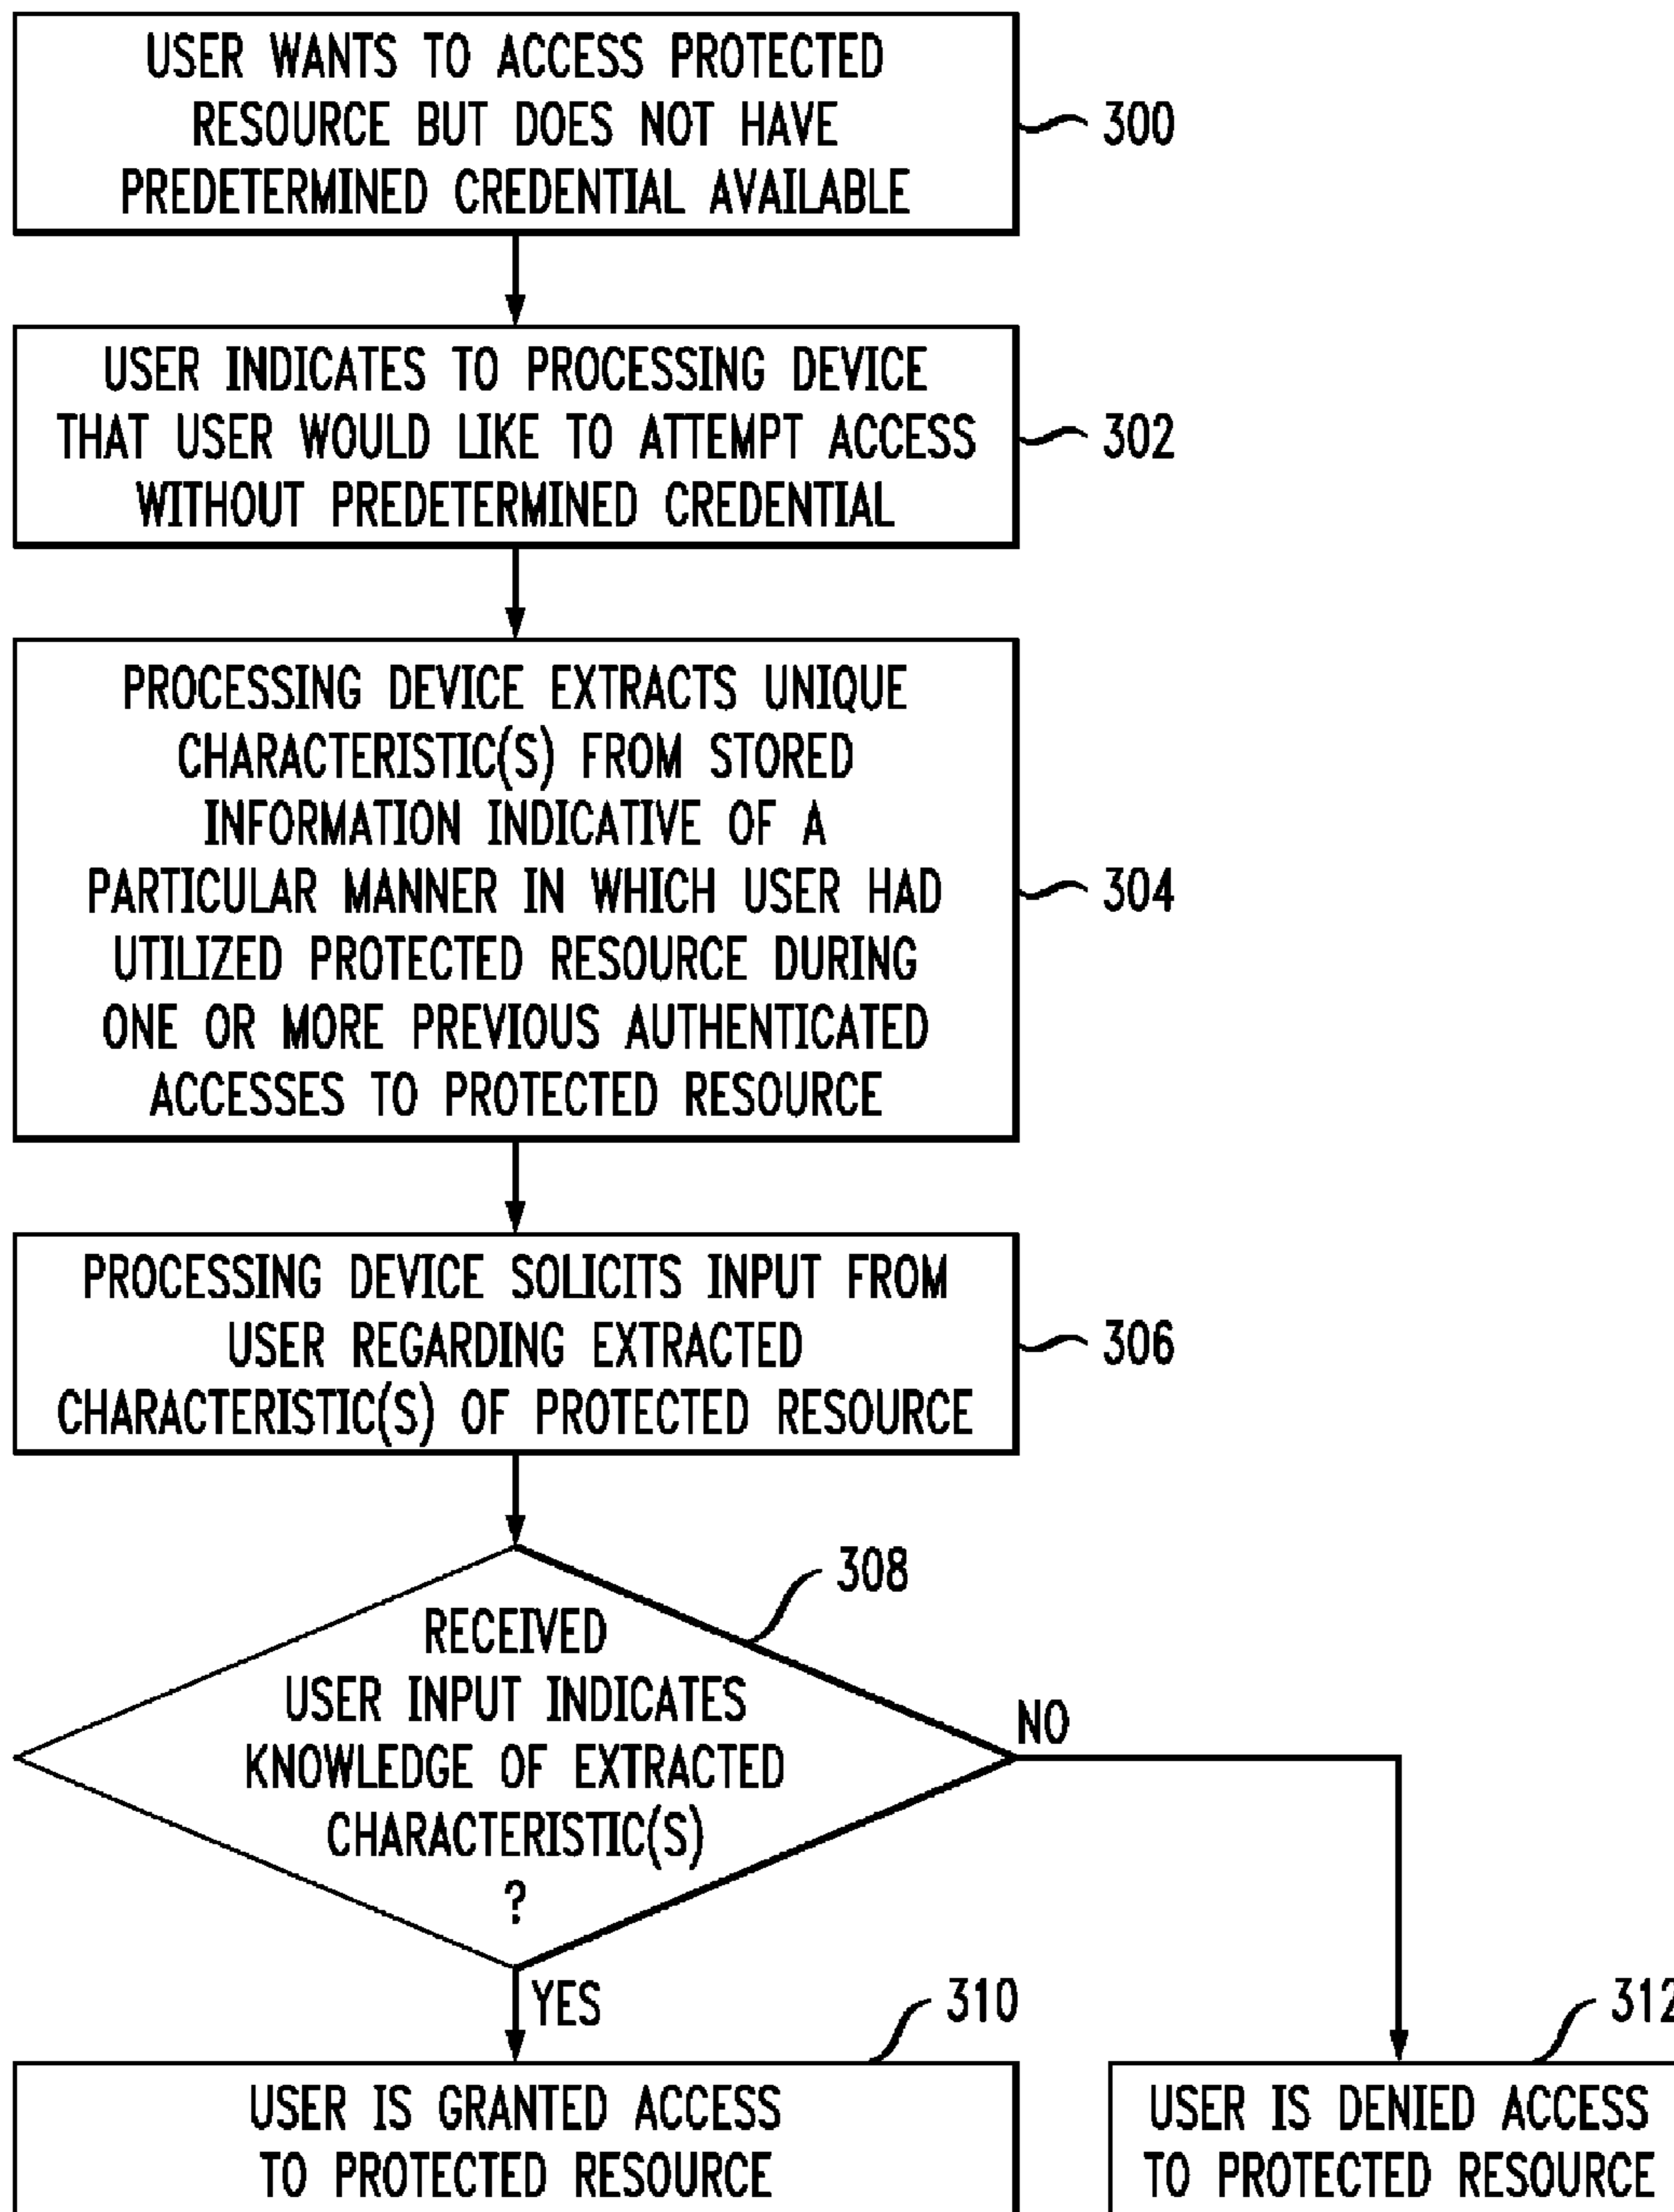 USER WANTS TO ACCESS PROTECTED
RESOURCE BUT DOES NOT HAVE
PREDETERMINED CREDENTIAL AVAILABLE
300
USER INDICATES TO PROCESSING DEVICE
THAT USER WOULD LIKE TO ATTEMPT ACCESS
WITHOUT PREDETERMINED CREDENTIAL
302
PROCESSING DEVICE EXTRACTS UNIQUE
CHARACTERISTIC(S) FROM STORED
INFORMATION INDICATIVE OF A
PARTICULAR MANNER IN WHICH USER HAD
UTILIZED PROTECTED RESOURCE DURING
ONE OR MORE PREVIOUS AUTHENTICATED
ACCESSES TO PROTECTED RESOURCE
304
PROCESSING DEVICE SOLICITS INPUT FROM
USER REGARDING EXTRACTED
CHARACTERISTIC(S) OF PROTECTED RESOURCE
306
308
RECEIVED
USER INPUT INDICATES
KNOWLEDGE OF EXTRACTED
CHARACTERISTIC(S)
?
NO
YES
310
USER IS GRANTED ACCESS
TO PROTECTED RESOURCE
312
USER IS DENIED ACCESS
TO PROTECTED RESOURCE